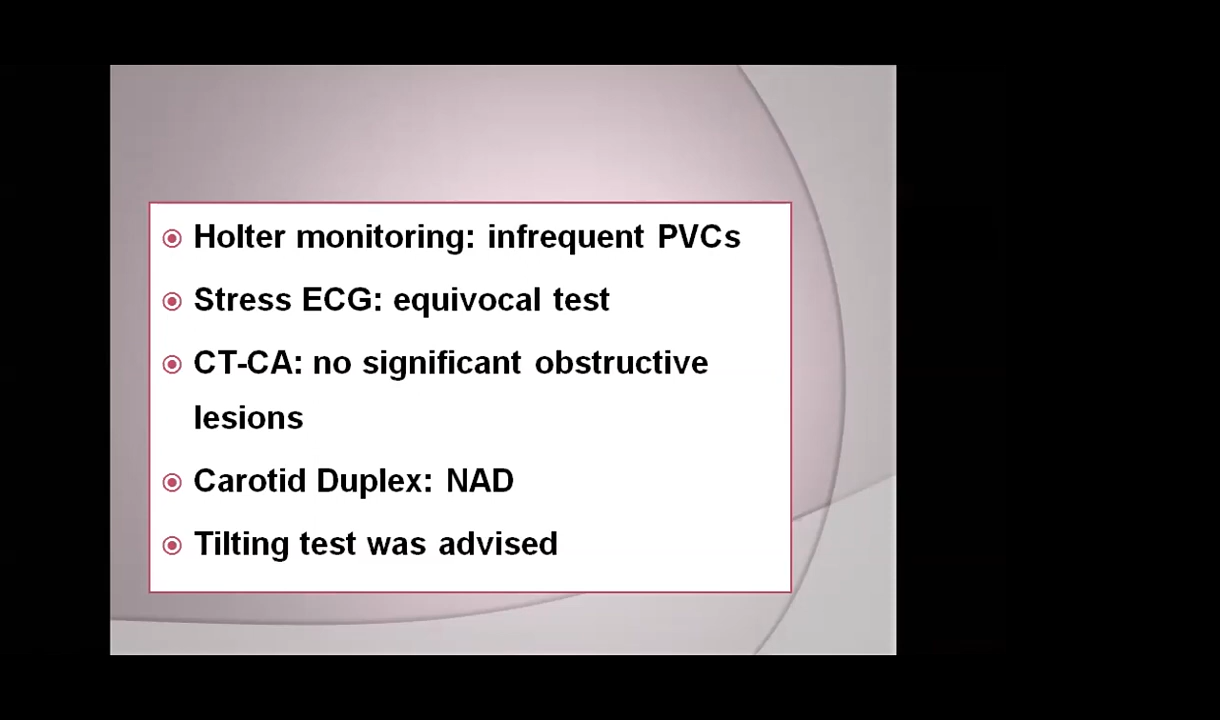 Holter monitoring: infrequent PVCs
Stress ECG: equivocal test
CT-CA: no significant obstructive
lesions
Carotid Duplex: NAD
Tilting test was advised